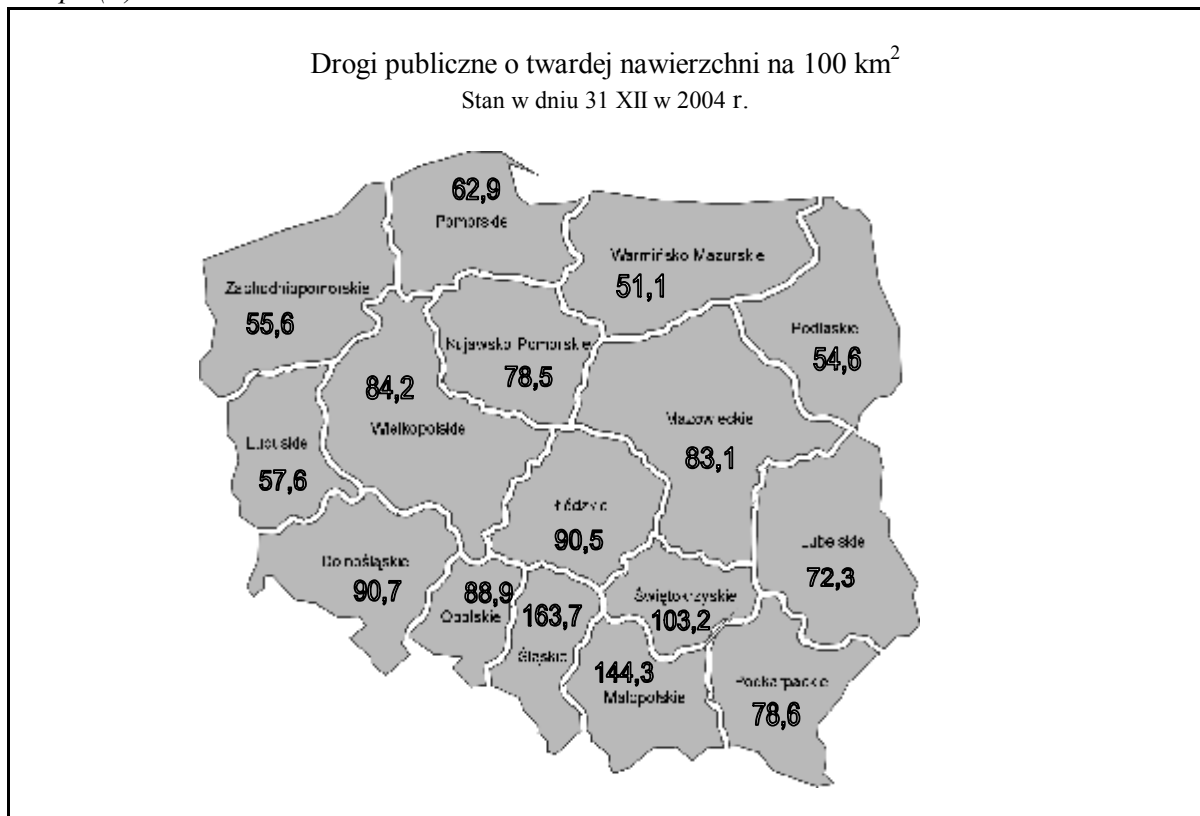 Drogi publiczne o twardej nawierzchni na 100 km²
Stan w dniu 31 XII w 2004 r.
62,9
Pomorskie
Warmińsko Mazurskie
51,1
Zachodniopomorskie
55,6
Podlaskie
54,6
Kujawsko Pomorskie
78,5
84,2
Wielkopolskie
Mazowieckie
83,1
Lubuskie
57,6
Łódzkie
90,5
Lubelskie
72,3
Dolnośląskie
90,7
88,9
Opolskie
163,7
Śląskie
Świętokrzyskie
103,2
144,3
Małopolskie
Podkarpackie
78,6